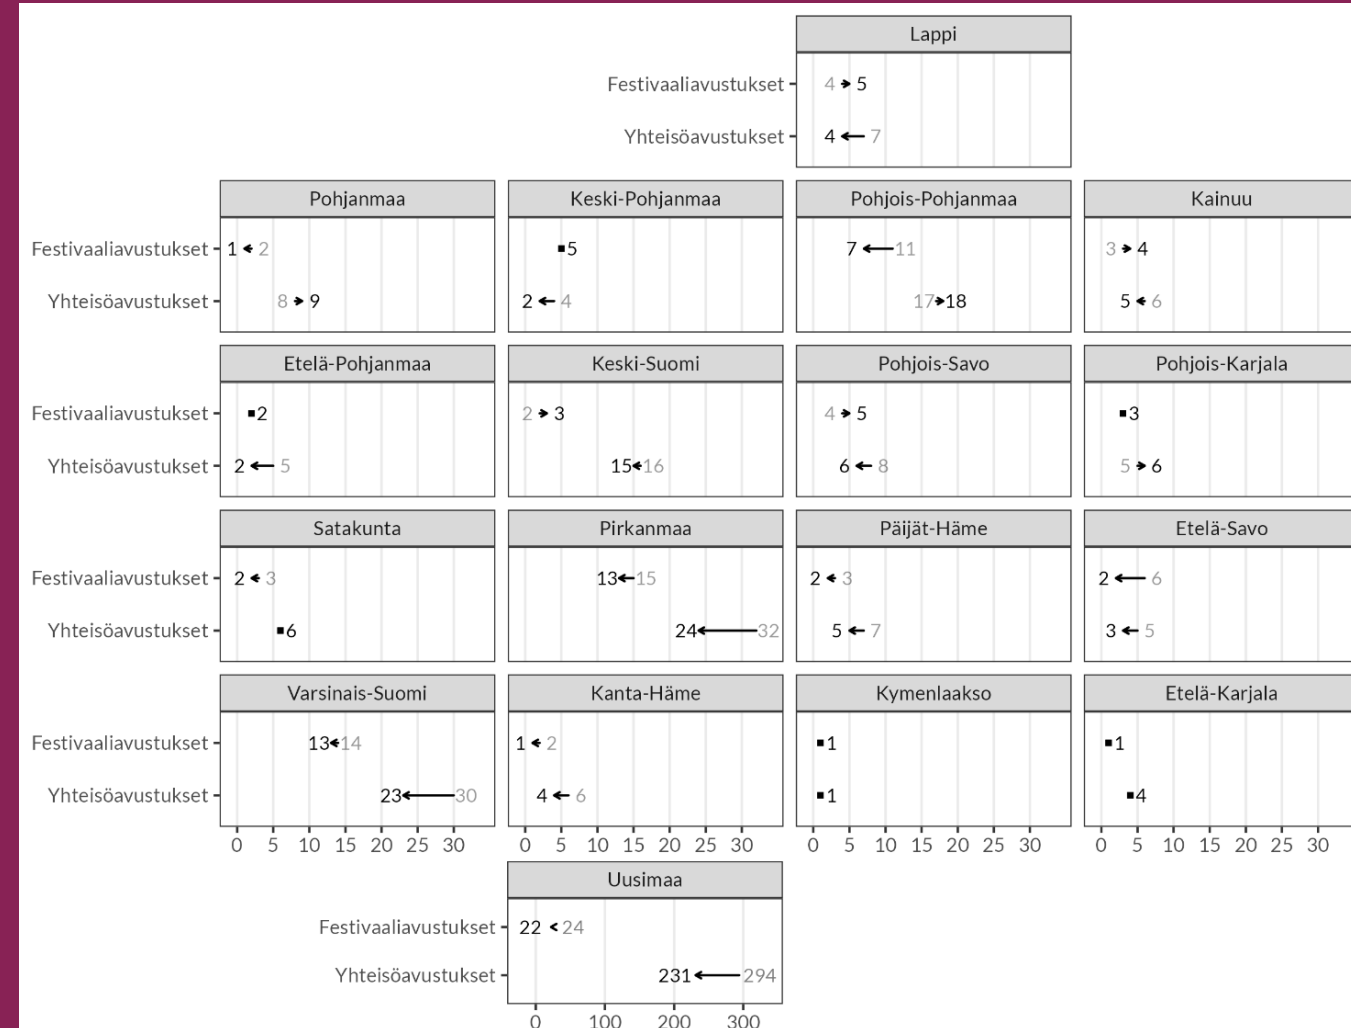 Lappi
Festivaaliavustukset 4 5
Yhteisöavustukset 4 7
Pohjanmaa Keski-Pohjanmaa Pohjois-Pohjanmaa Kainuu
Festivaaliavustukset 1 2 5 7 11 3 4
Yhteisöavustukset 8 9 2 4 17 18 5 6
Etelä-Pohjanmaa Keski-Suomi Pohjois-Savo Pohjois-Karjala
Festivaaliavustukset 2 2 3 4 5 3
Yhteisöavustukset 2 5 15 16 6 8 5 6
Satakunta Pirkanmaa Päijät-Häme Etelä-Savo
Festivaaliavustukset 2 3 13 15 2 3 2 6
Yhteisöavustukset 6 24 32 5 7 3 5
Varsinais-Suomi Kanta-Häme Kymenlaakso Etelä-Karjala
Festivaaliavustukset 13 14 1 2 1 1
Yhteisöavustukset 23 30 4 6 1 4
0 5 10 15 20 25 30 0 5 10 15 20 25 30 0 5 10 15 20 25 30 0 5 10 15 20 25 30
Uusimaa
Festivaaliavustukset 22 24
Yhteisöavustukset 231 294
0 100 200 300